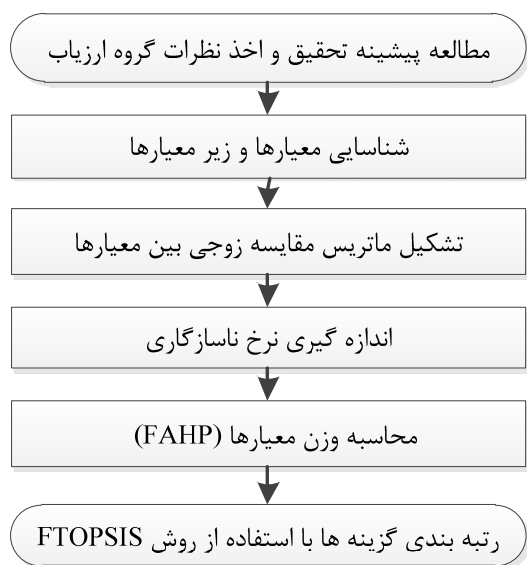 مطالعه پیشینه تحقیق و اخذ نظرات گروه ارزیاب
شناسایی معیارها و زیر معیارها
تشکیل ماتریس مقایسه زوجی بین معیارها
اندازه گیری نرخ ناسازگاری
محاسبه وزن معیارها (FAHP)
رتبه بندی گزینه ها با استفاده از روش FTOPSIS